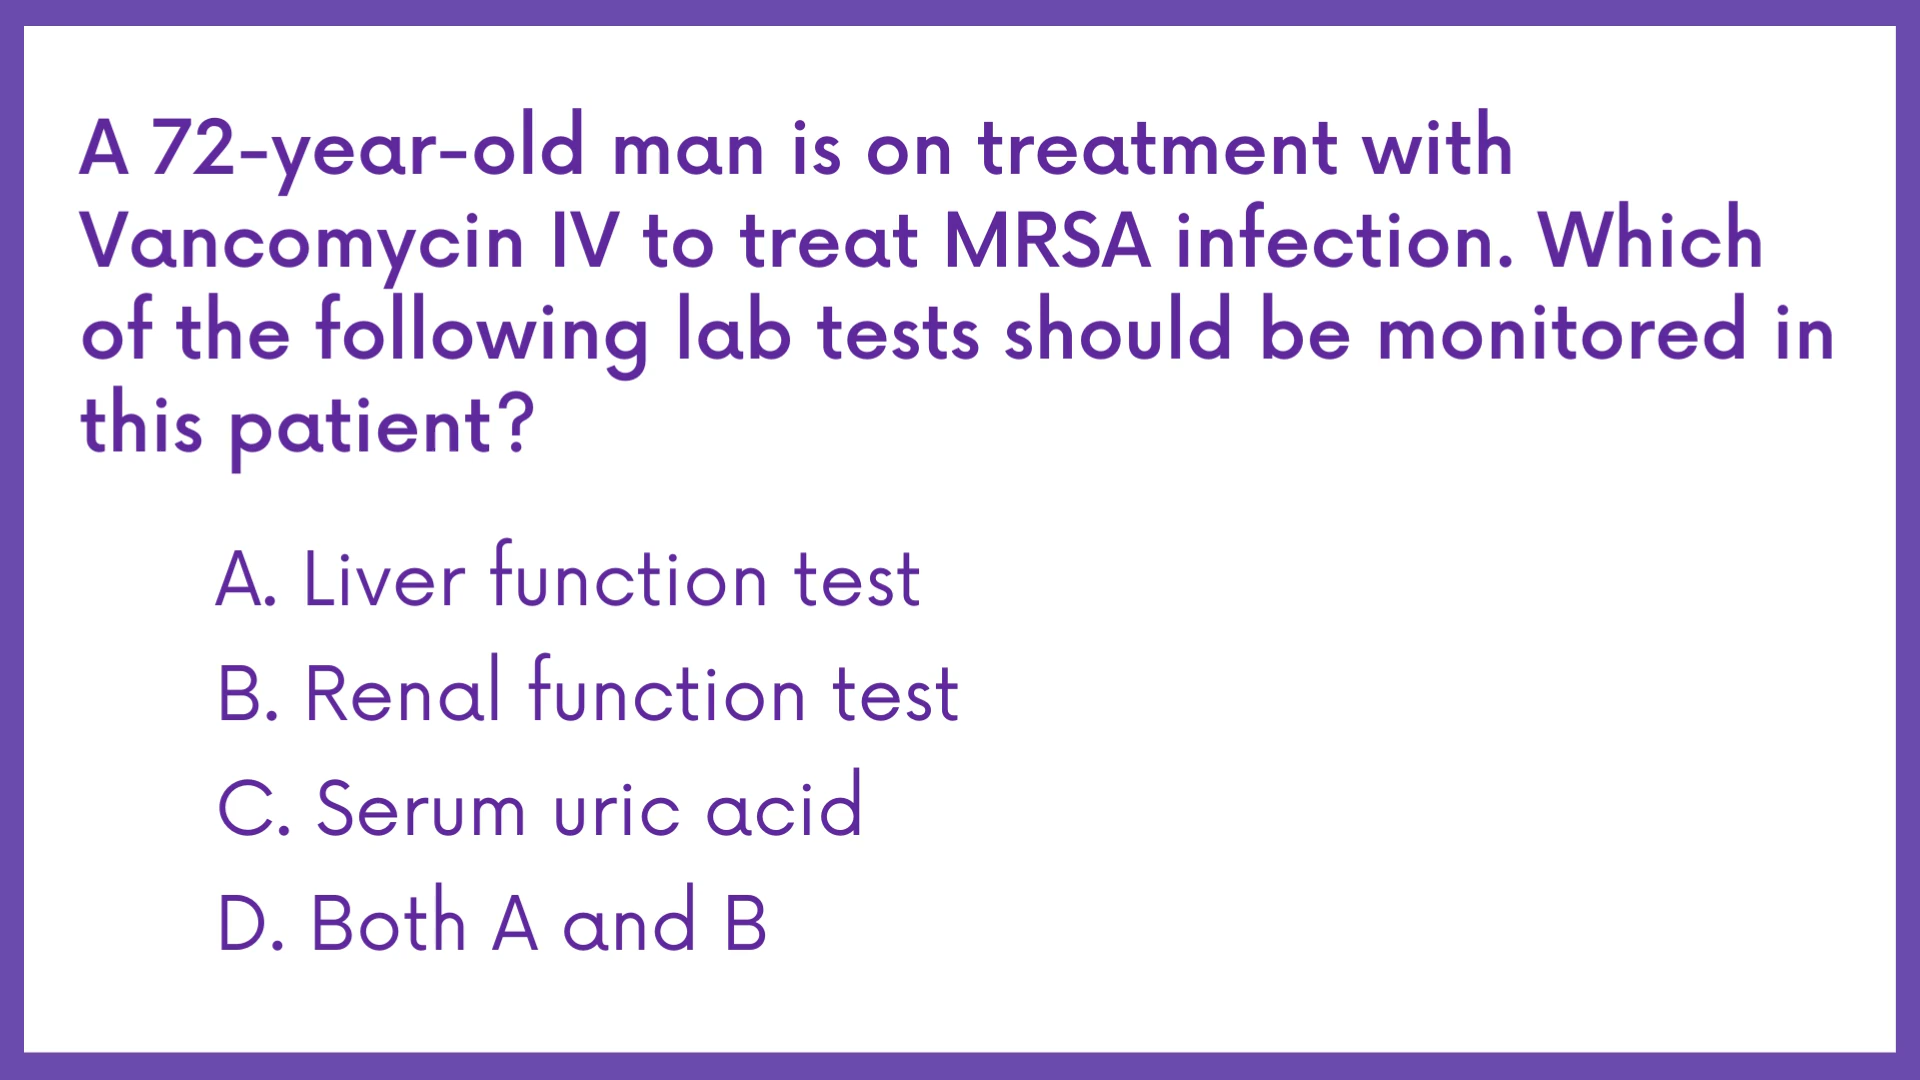 A 72-year-old man is on treatment with
Vancomycin IV to treat MRSA infection. Which
of the following lab tests should be monitored in
this patient?
A. Liver function test
B. Renal function test
C. Serum uric acid
D. Both A and B